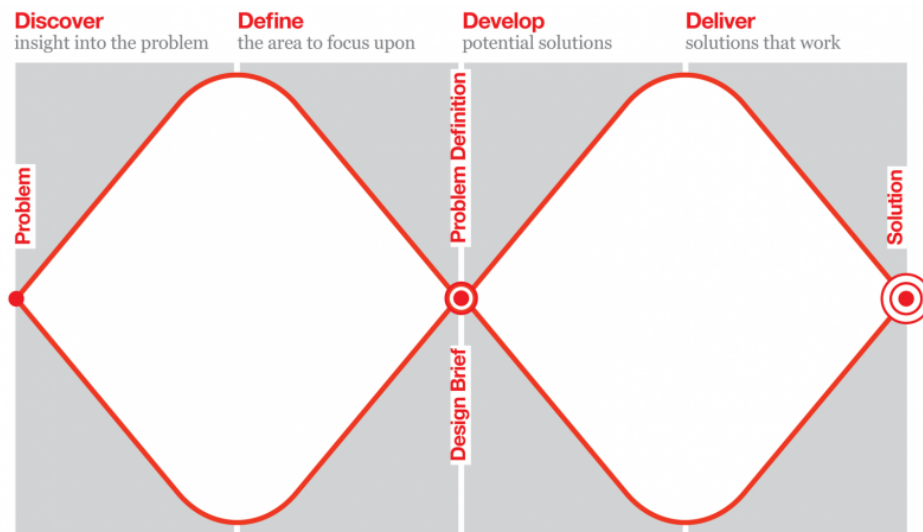 Discover
insight into the problem
Define
the area to focus upon
Develop
potential solutions
Deliver
solutions that work
Problem
Problem Definition
Design Brief
Solution